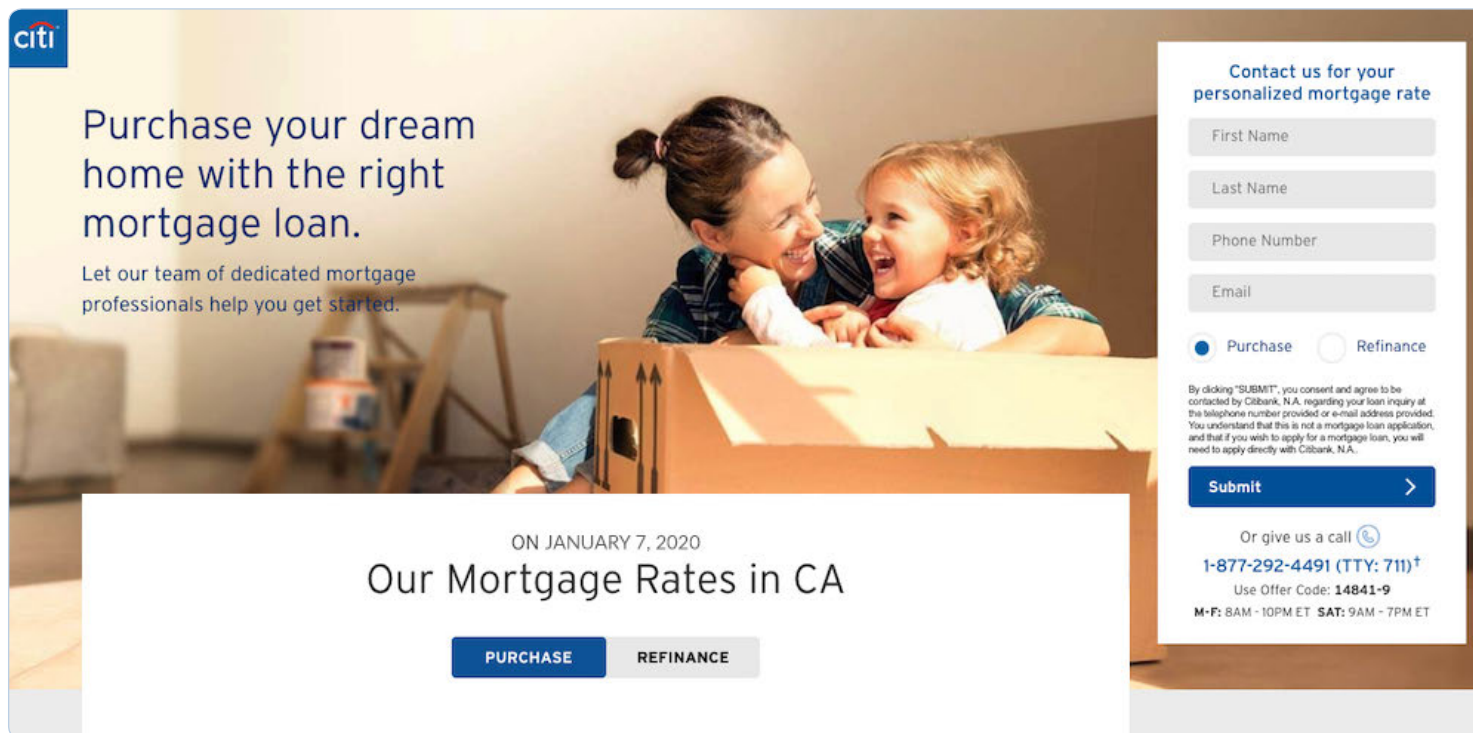 citi
Purchase your dream
home with the right
mortgage loan.
Let our team of dedicated mortgage
professionals help you get started.
Contact us for your
personalized mortgage rate
First Name
Last Name
Phone Number
Email
Purchase Refinance
By clicking "SUBMIT", you consent and agree to be
contacted by Citibank, N.A. regarding your loan inquiry at
the telephone number provided or e-mail address provided.
You understand that this is not a mortgage loan application,
and that if you wish to apply for a mortgage loan, you will
need to apply directly with Citibank, N.A..
Submit
Or give us a call
1-877-292-4491 (TTY: 711)†
Use Offer Code: 14841-9
M-F: 8AM - 10PM ET SAT: 9AM - 7PM ET
ON JANUARY 7, 2020
Our Mortgage Rates in CA
PURCHASE REFINANCE